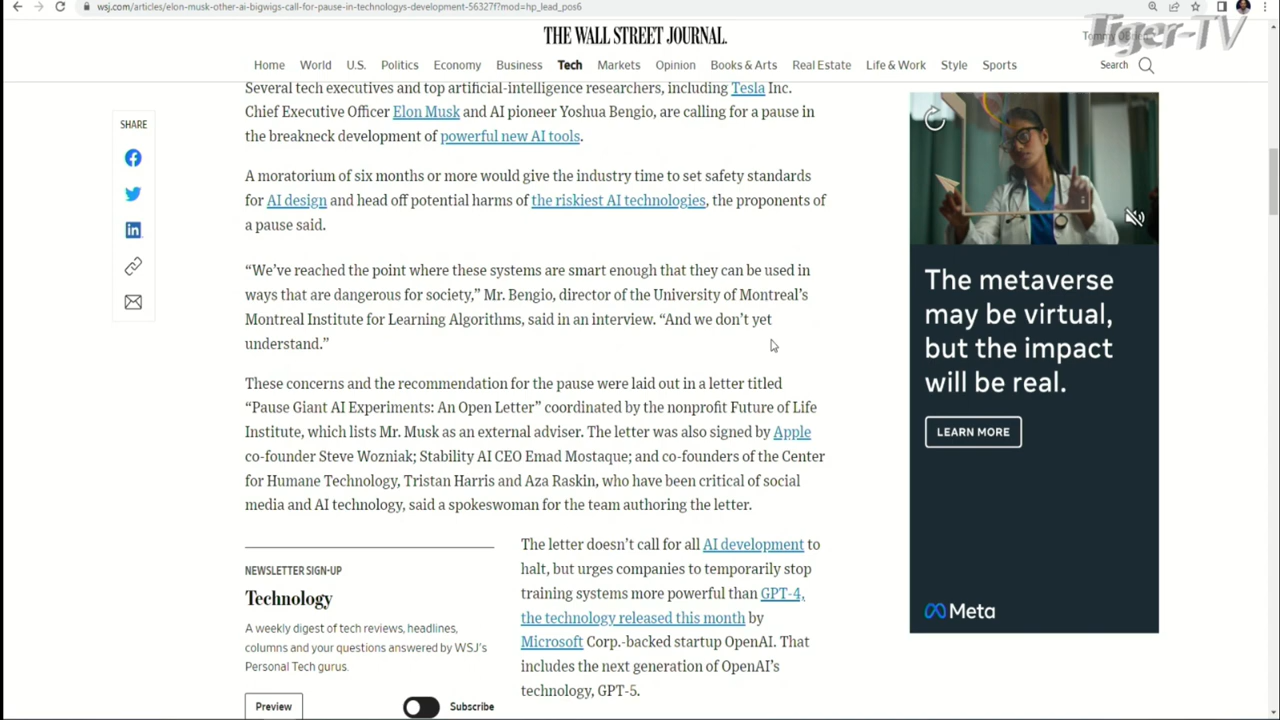 wsj.com/articles/elon-musk-other-ai-bigwigs-call-for-pause-in-technologys-development-56327f?mod=hp_lead_pos6
Tiger-TV
THE WALL STREET JOURNAL.
Home World U.S. Politics Economy Business Tech Markets Opinion Books & Arts Real Estate Life & Work Style Sports Search
SHARE
Several tech executives and top artificial-intelligence researchers, including Tesla Inc.
Chief Executive Officer Elon Musk and AI pioneer Yoshua Bengio, are calling for a pause in
the breakneck development of powerful new AI tools.
A moratorium of six months or more would give the industry time to set safety standards
for AI design and head off potential harms of the riskiest AI technologies, the proponents of
a pause said.
“We’ve reached the point where these systems are smart enough that they can be used in
ways that are dangerous for society,” Mr. Bengio, director of the University of Montreal’s
Montreal Institute for Learning Algorithms, said in an interview. “And we don’t yet
understand.”
These concerns and the recommendation for the pause were laid out in a letter titled
“Pause Giant AI Experiments: An Open Letter” coordinated by the nonprofit Future of Life
Institute, which lists Mr. Musk as an external adviser. The letter was also signed by Apple
co-founder Steve Wozniak; Stability AI CEO Emad Mostaque; and co-founders of the Center
for Humane Technology, Tristan Harris and Aza Raskin, who have been critical of social
media and AI technology, said a spokeswoman for the team authoring the letter.
NEWSLETTER SIGN-UP
Technology
A weekly digest of tech reviews, headlines,
columns and your questions answered by WSJ's
Personal Tech gurus.
Preview Subscribe
The letter doesn’t call for all AI development to
halt, but urges companies to temporarily stop
training systems more powerful than GPT-4,
the technology released this month by
Microsoft Corp.-backed startup OpenAI. That
includes the next generation of OpenAI’s
technology, GPT-5.
The metaverse
may be virtual,
but the impact
will be real.
LEARN MORE
Meta